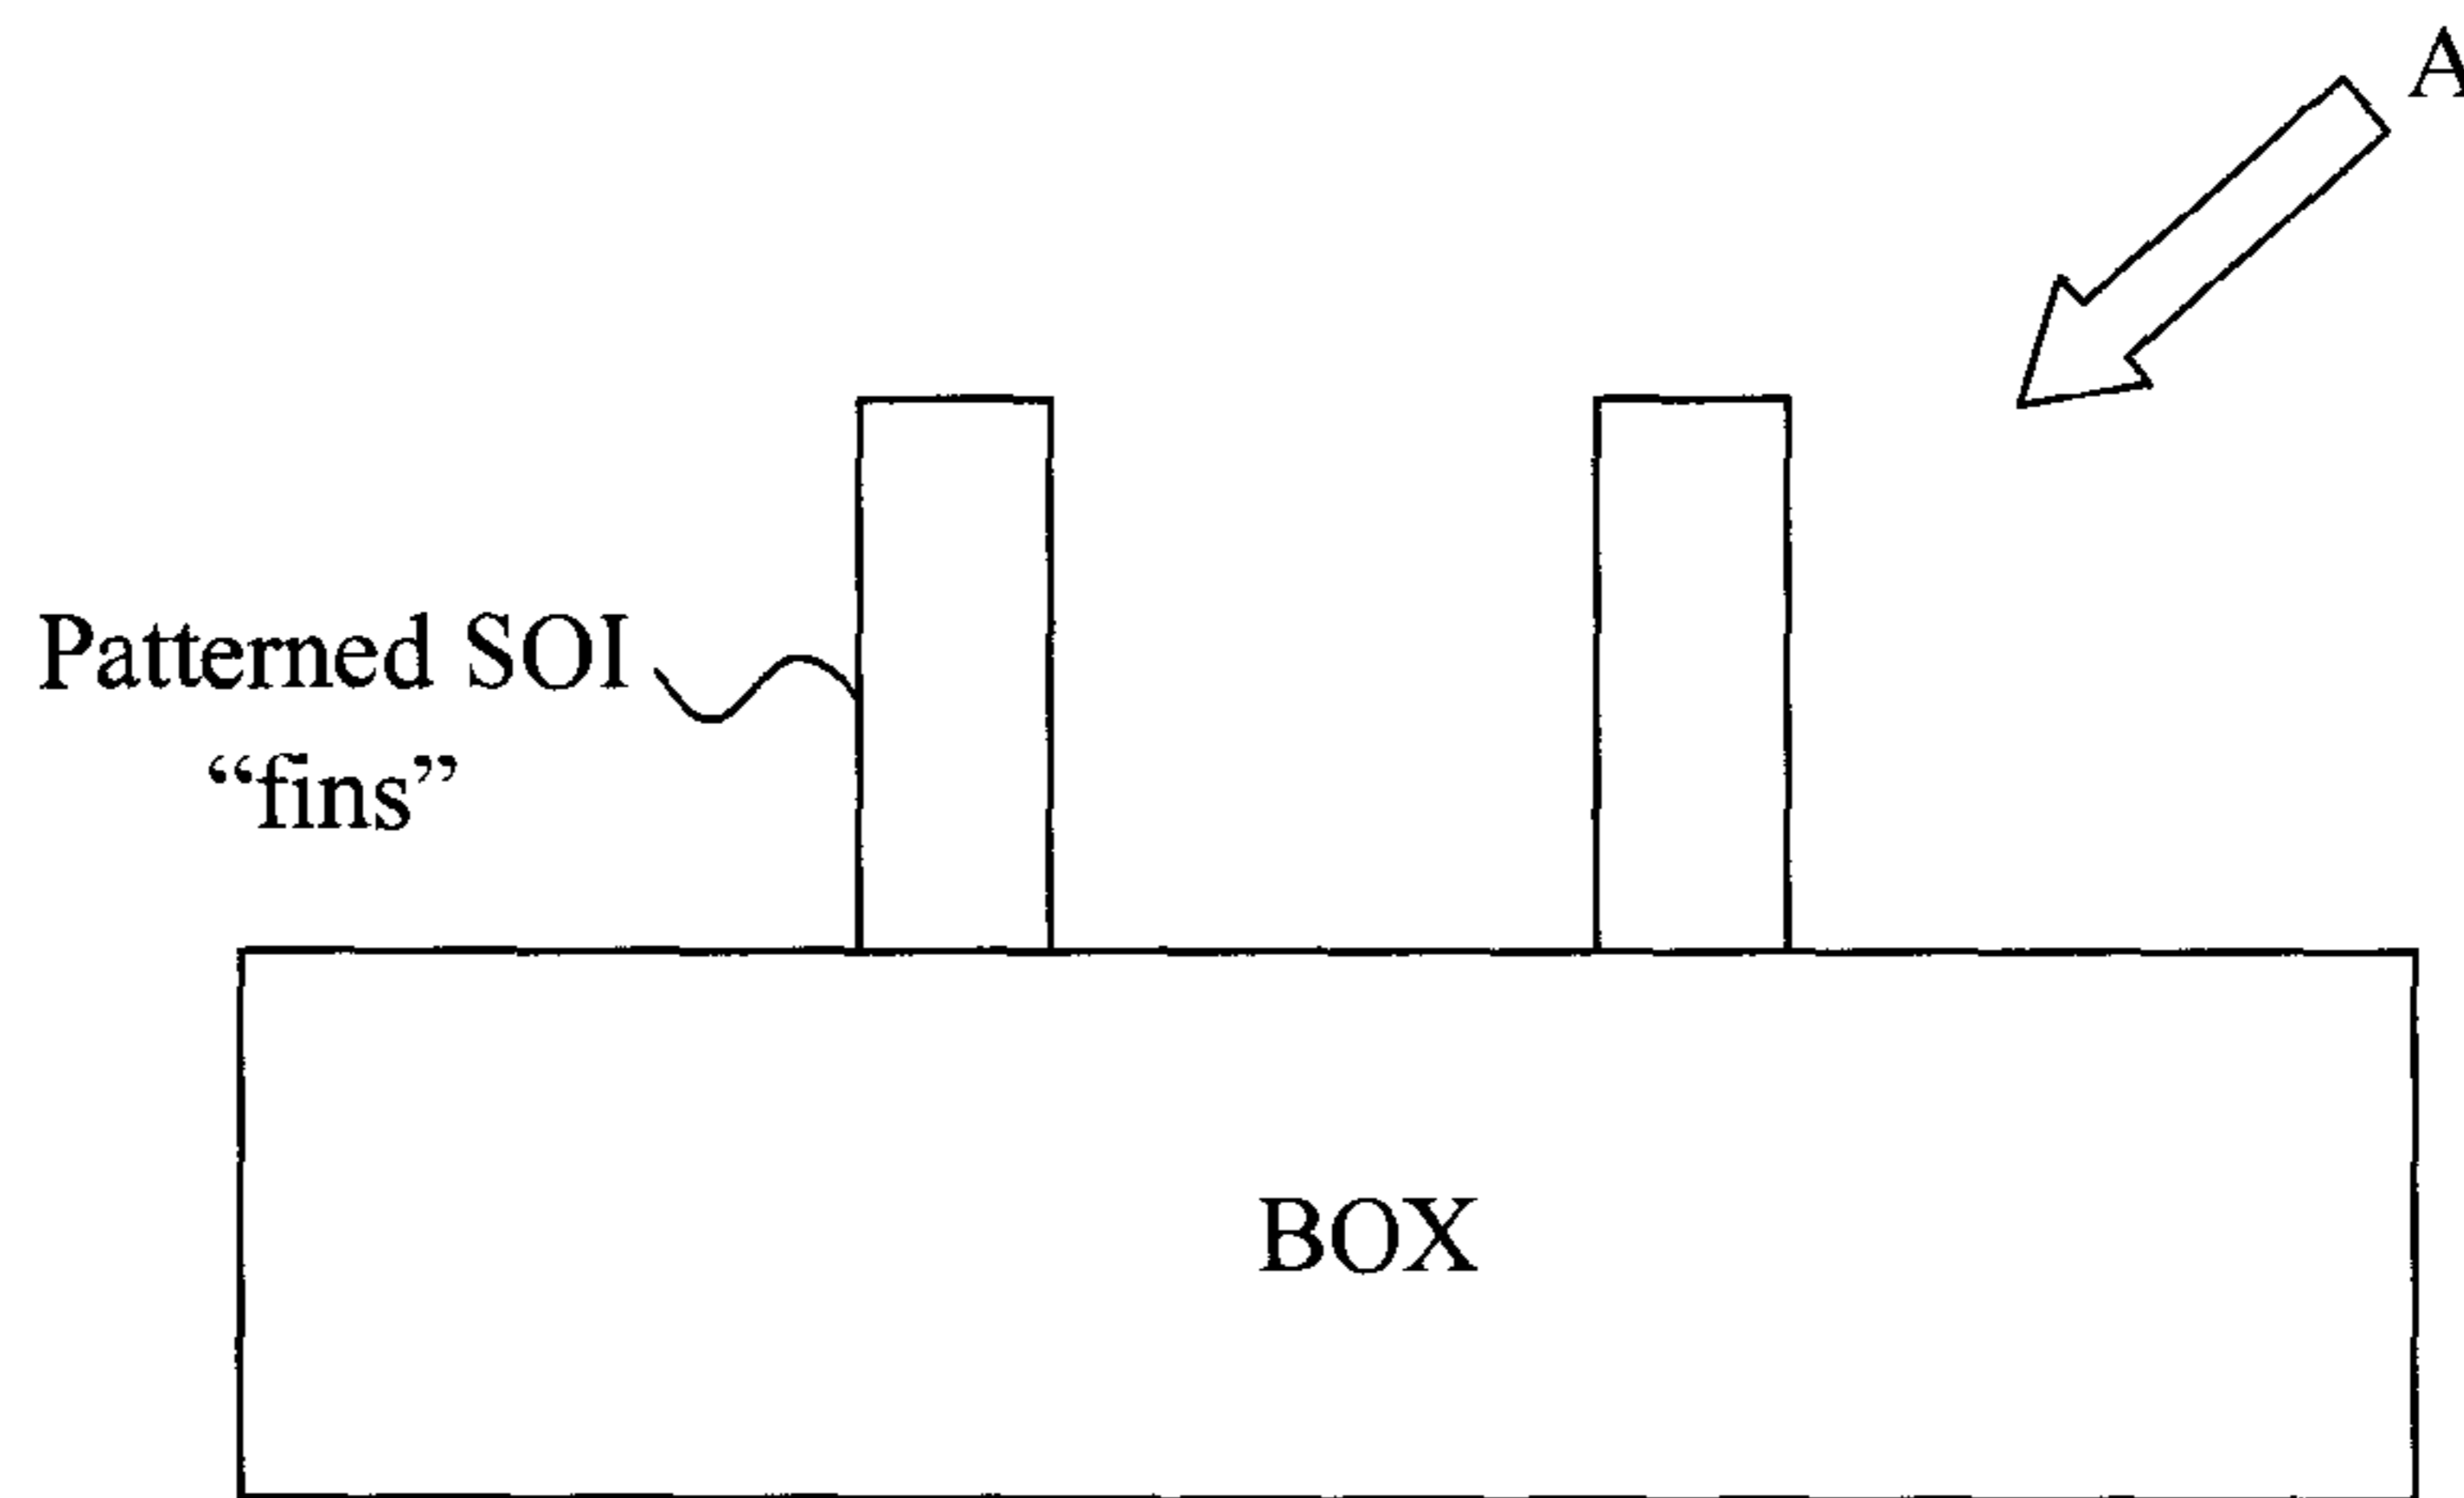 A
Patterned SOI
“fins”
BOX